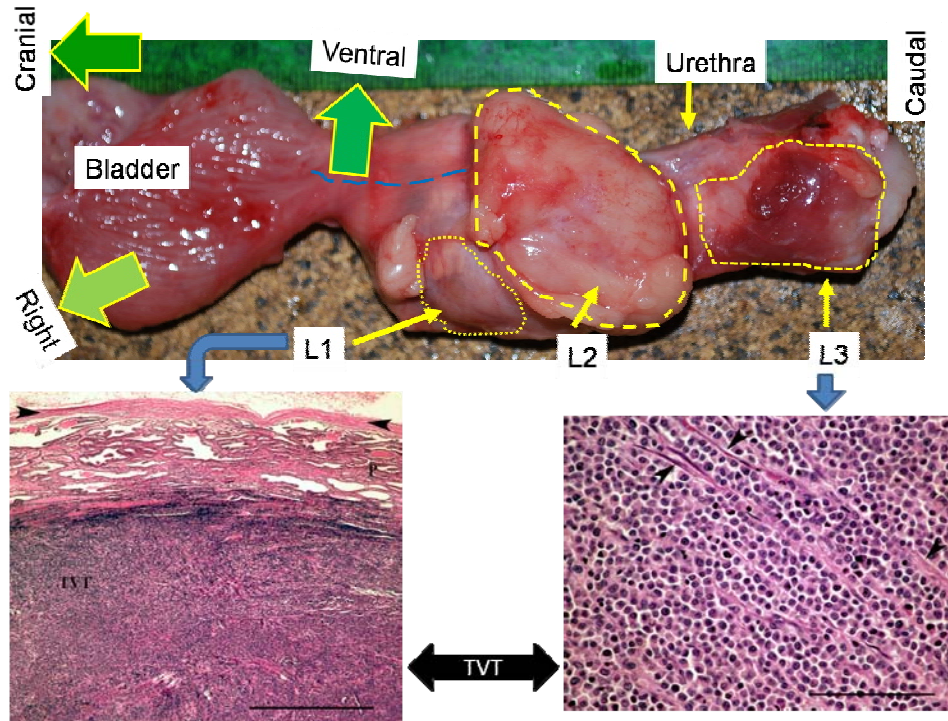 Cranial
Ventral
Urethra
Caudal
Bladder
Right
L1
L2
L3
P
TVT
TVT